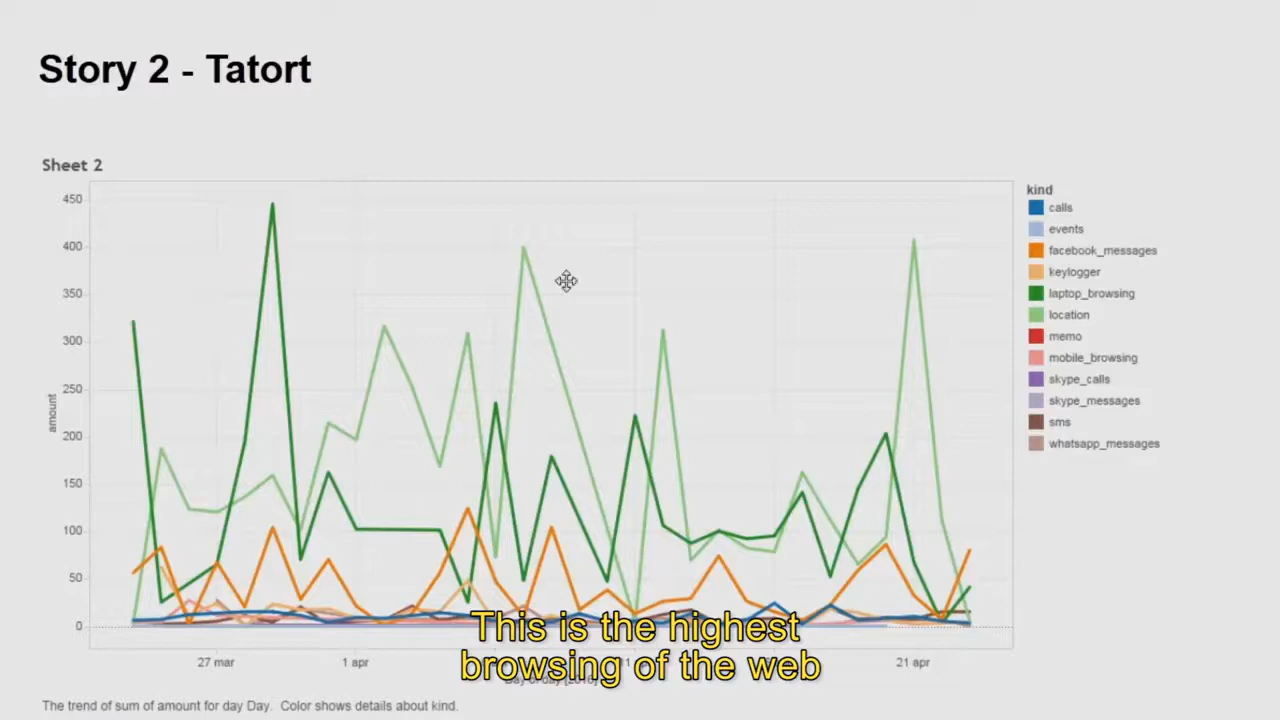 Story 2 - Tatort
Sheet 2
kind
calls
events
facebook_messages
keylogger
laptop_browsing
location
memo
mobile_browsing
skype_calls
skype_messages
sms
whatsapp_messages
amount
450
400
350
300
250
200
150
100
50
0
27 mar
1 apr
21 apr
This is the highest
browsing of the web
The trend of sum of amount for day Day. Color shows details about kind.